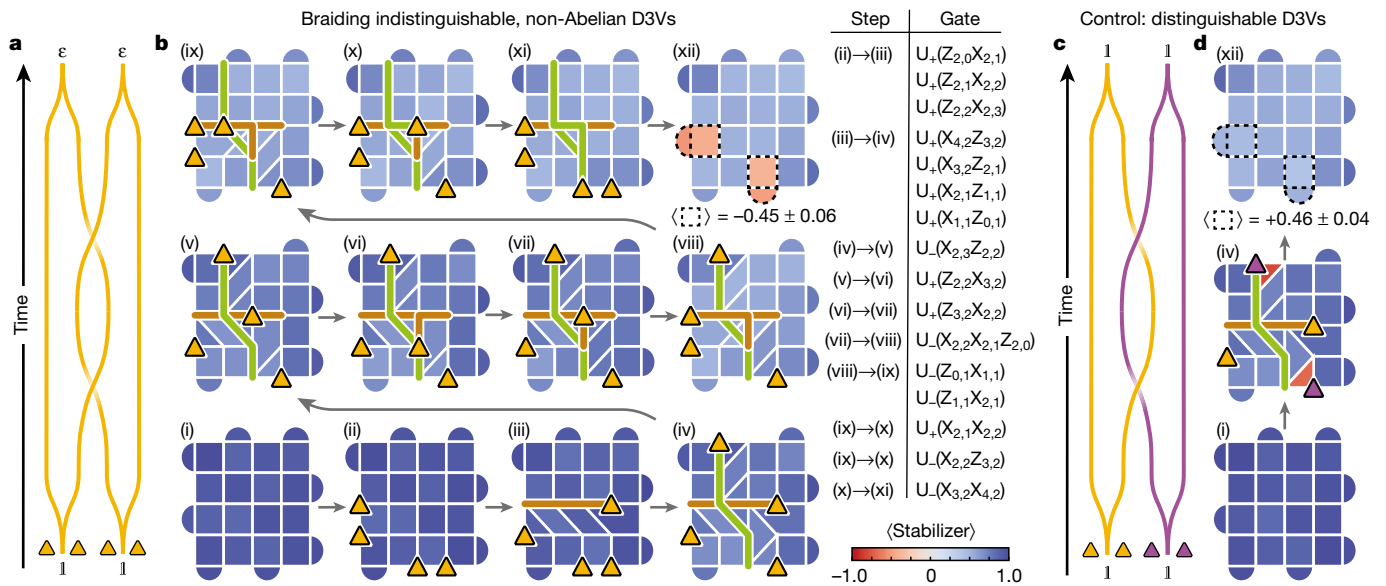 Braiding indistinguishable, non-Abelian D3Vs
Step
Gate
Control: distinguishable D3Vs
a
ε
ε
Time
𝟙
𝟙
b
(ix)
(x)
(xi)
(xii)
⟨ ⟩ = −0.45 ± 0.06
(v)
(vi)
(vii)
(viii)
(i)
(ii)
(iii)
(iv)
(ii)→(iii)
U₊(Z₂,₀X₂,₁)
U₊(Z₂,₁X₂,₂)
U₊(Z₂,₂X₂,₃)
(iii)→(iv)
U₊(X₄,₂Z₃,₂)
U₊(X₃,₂Z₂,₁)
U₊(X₂,₁Z₁,₁)
U₊(X₁,₁Z₀,₁)
(iv)→(v)
U₋(X₂,₃Z₂,₂)
(v)→(vi)
U₊(Z₂,₂X₃,₂)
(vi)→(vii)
U₊(Z₃,₂X₂,₂)
(vii)→(viii)
U₋(X₂,₂X₂,₁Z₂,₀)
(viii)→(ix)
U₋(Z₀,₁X₁,₁)
U₋(Z₁,₁X₂,₁)
(ix)→(x)
U₊(X₂,₁X₂,₂)
(ix)→(x)
U₋(X₂,₂Z₃,₂)
(x)→(xi)
U₋(X₃,₂X₄,₂)
⟨Stabilizer⟩
−1.0
0
1.0
c
𝟙
𝟙
Time
𝟙
𝟙
d
(xii)
⟨ ⟩ = +0.46 ± 0.04
(iv)
(i)